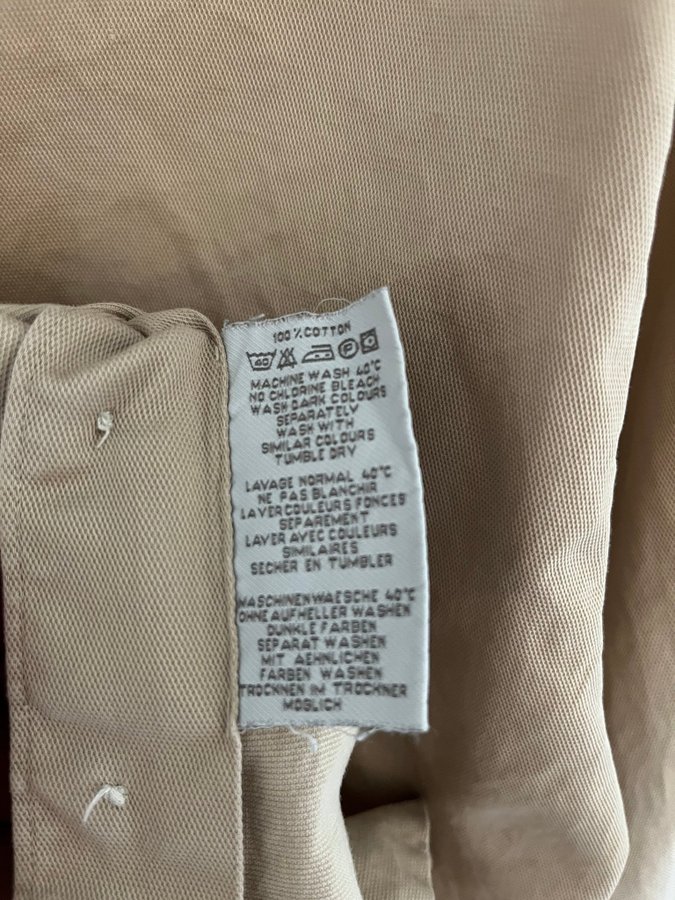 100% COTTON
40 P
MACHINE WASH 40°C
NO CHLORINE BLEACH
WASH DARK COLOURS
SEPARATELY
WASH WITH
SIMILAR COLOURS
TUMBLE DRY
LAVAGE NORMAL 40°C
NE PAS BLANCHIR
LAVER COULEURS FONCES
SEPAREMENT
LAVER AVEC COULEURS
SIMILAIRES
SECHER EN TUMBLER
MASCHINENWAESCHE 40°C
OHNE AUFHELLER WASHEN
DUNKLE FARBEN
SEPARAT WASHEN
MIT AEHNLICHEN
FARBEN WASHEN
TROCKNEN IM TROCKNER
MOGLICH